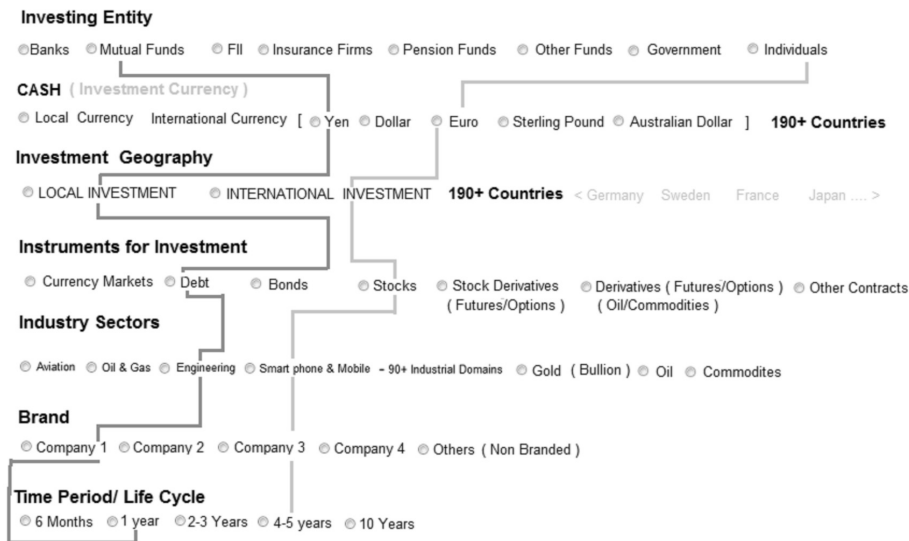 Investing Entity
Banks Mutual Funds FII Insurance Firms Pension Funds Other Funds Government Individuals
CASH ( Investment Currency )
Local Currency International Currency [ Yen Dollar Euro Sterling Pound Australian Dollar ] 190+ Countries
Investment Geography
LOCAL INVESTMENT INTERNATIONAL INVESTMENT 190+ Countries < Germany Sweden France Japan .... >
Instruments for Investment
Currency Markets Debt Bonds Stocks Stock Derivatives Derivatives ( Futures/Options ) Other Contracts
( Futures/Options ) ( Oil/Commodities )
Industry Sectors
Aviation Oil & Gas Engineering Smart phone & Mobile - 90+ Industrial Domains Gold ( Bullion ) Oil Commodites
Brand
Company 1 Company 2 Company 3 Company 4 Others ( Non Branded )
Time Period/ Life Cycle
6 Months 1 year 2-3 Years 4-5 years 10 Years